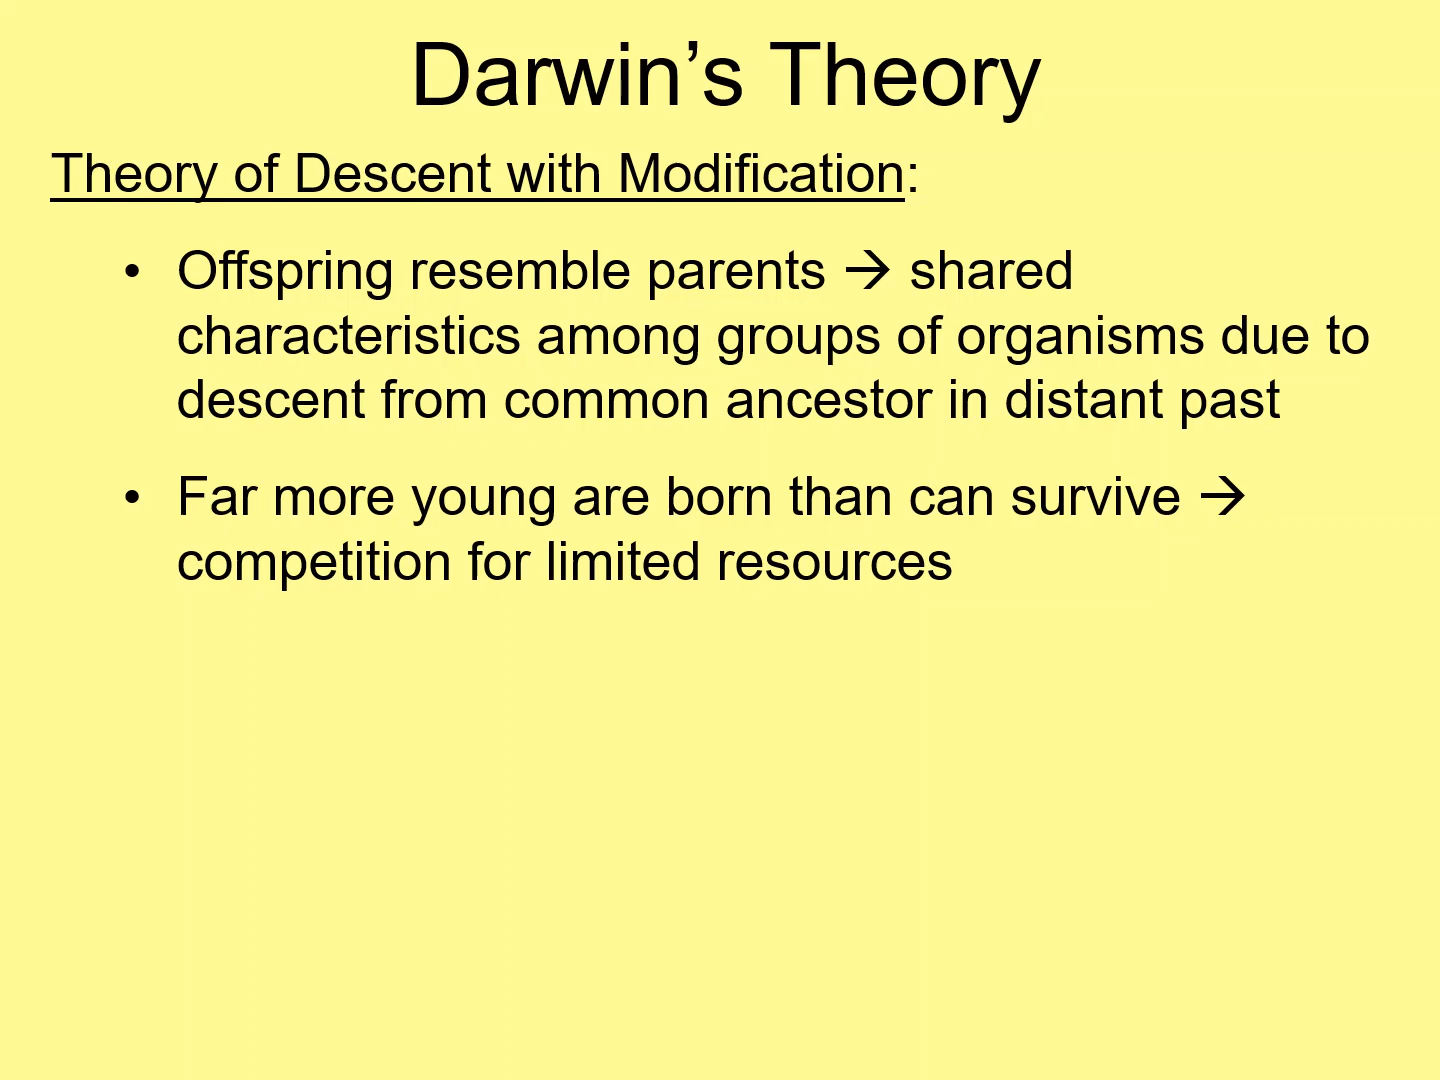 Darwin’s Theory
Theory of Descent with Modification:
• Offspring resemble parents → shared
characteristics among groups of organisms due to
descent from common ancestor in distant past
• Far more young are born than can survive →
competition for limited resources